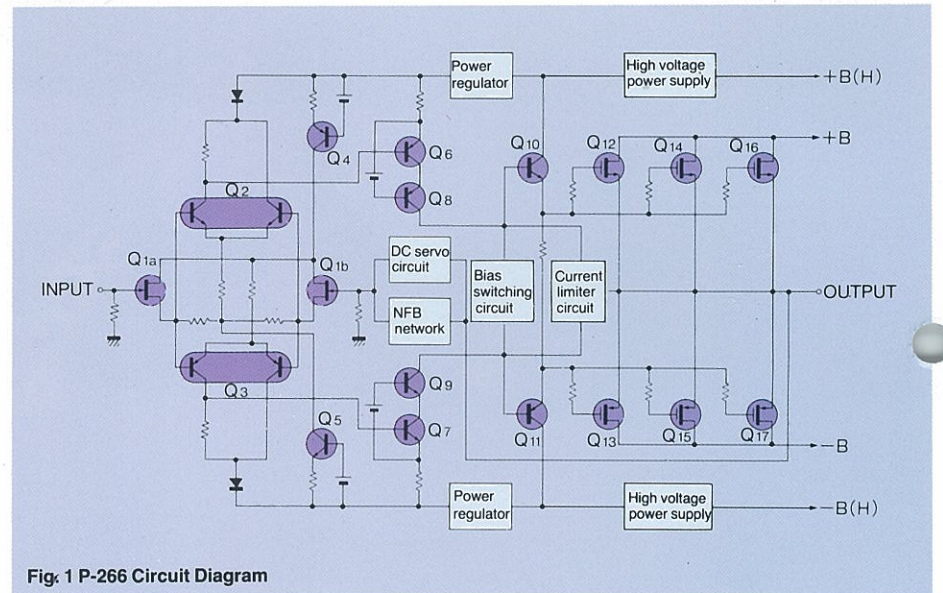 Power regulator
High voltage power supply
+B(H)
+B
Q4
Q6
Q10
Q12
Q14
Q16
Q8
Q2
Q1a
Q1b
DC servo circuit
Bias switching circuit
Current limiter circuit
INPUT
OUTPUT
NFB network
Q3
Q9
Q5
Q7
Q11
Q13
Q15
Q17
−B
Power regulator
High voltage power supply
−B(H)
Fig. 1 P-266 Circuit Diagram